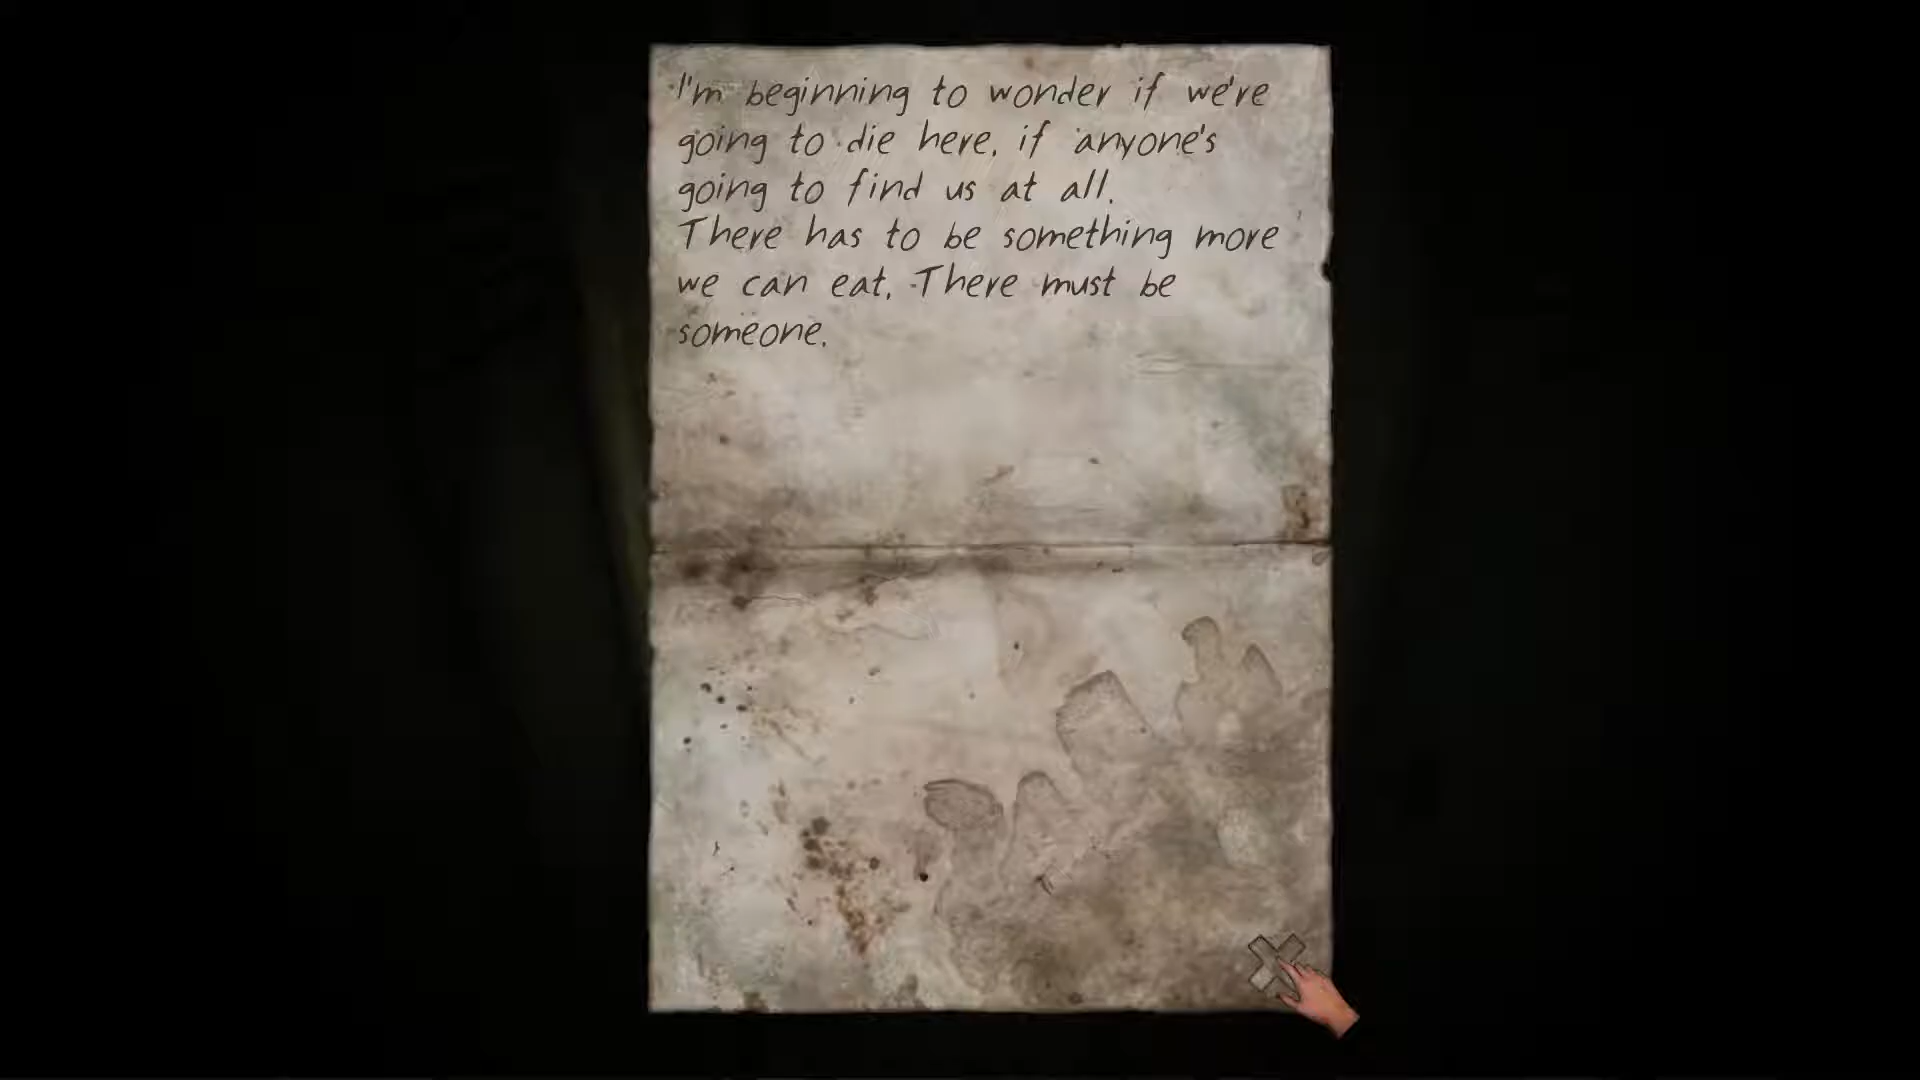 I'm beginning to wonder if we're
going to die here, if anyone's
going to find us at all.
There has to be something more
we can eat. There must be
someone.